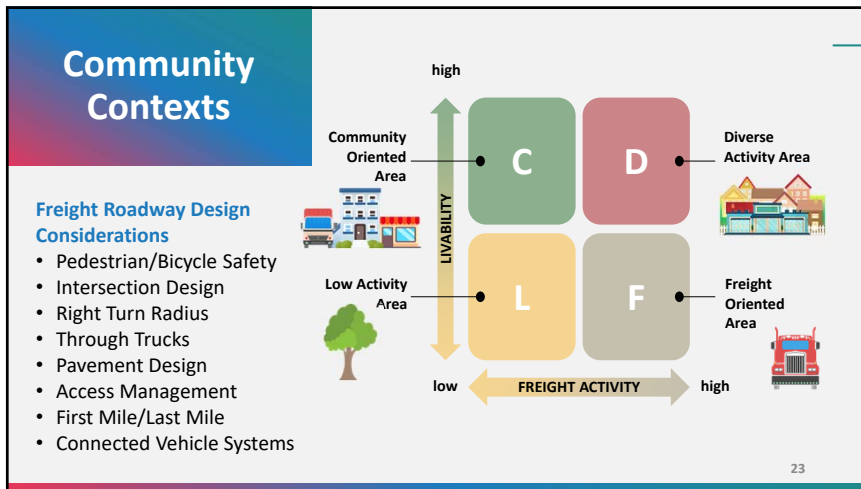 Community
Contexts
Freight Roadway Design
Considerations
• Pedestrian/Bicycle Safety
• Intersection Design
• Right Turn Radius
• Through Trucks
• Pavement Design
• Access Management
• First Mile/Last Mile
• Connected Vehicle Systems
high
Community
Oriented
Area
C
D
Diverse
Activity Area
LIVABILITY
Low Activity
Area
L
F
Freight
Oriented
Area
low
FREIGHT ACTIVITY
high
23